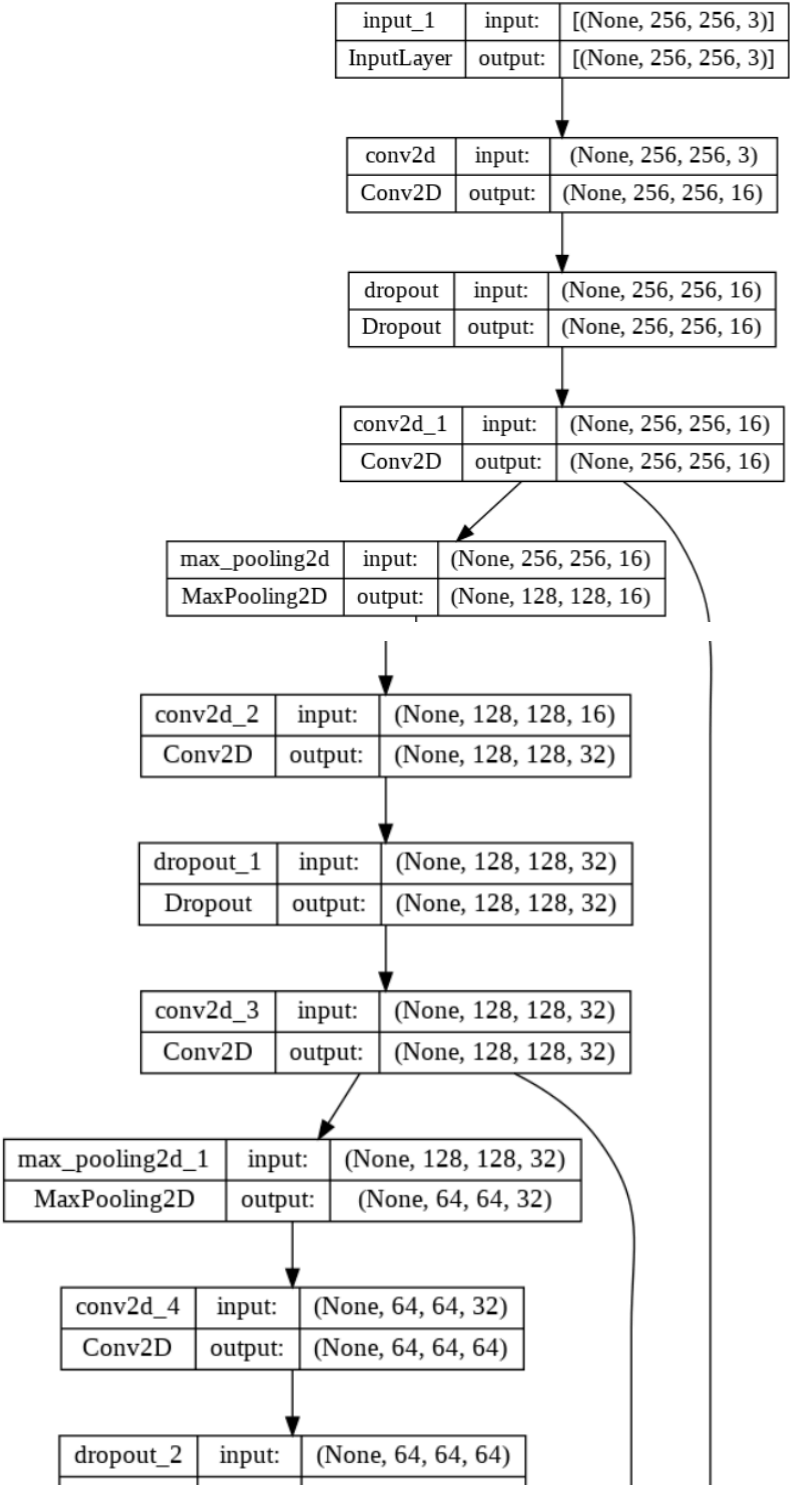 input_1 input: [(None, 256, 256, 3)]
InputLayer output: [(None, 256, 256, 3)]
conv2d input: (None, 256, 256, 3)
Conv2D output: (None, 256, 256, 16)
dropout input: (None, 256, 256, 16)
Dropout output: (None, 256, 256, 16)
conv2d_1 input: (None, 256, 256, 16)
Conv2D output: (None, 256, 256, 16)
max_pooling2d input: (None, 256, 256, 16)
MaxPooling2D output: (None, 128, 128, 16)
conv2d_2 input: (None, 128, 128, 16)
Conv2D output: (None, 128, 128, 32)
dropout_1 input: (None, 128, 128, 32)
Dropout output: (None, 128, 128, 32)
conv2d_3 input: (None, 128, 128, 32)
Conv2D output: (None, 128, 128, 32)
max_pooling2d_1 input: (None, 128, 128, 32)
MaxPooling2D output: (None, 64, 64, 32)
conv2d_4 input: (None, 64, 64, 32)
Conv2D output: (None, 64, 64, 64)
dropout_2 input: (None, 64, 64, 64)